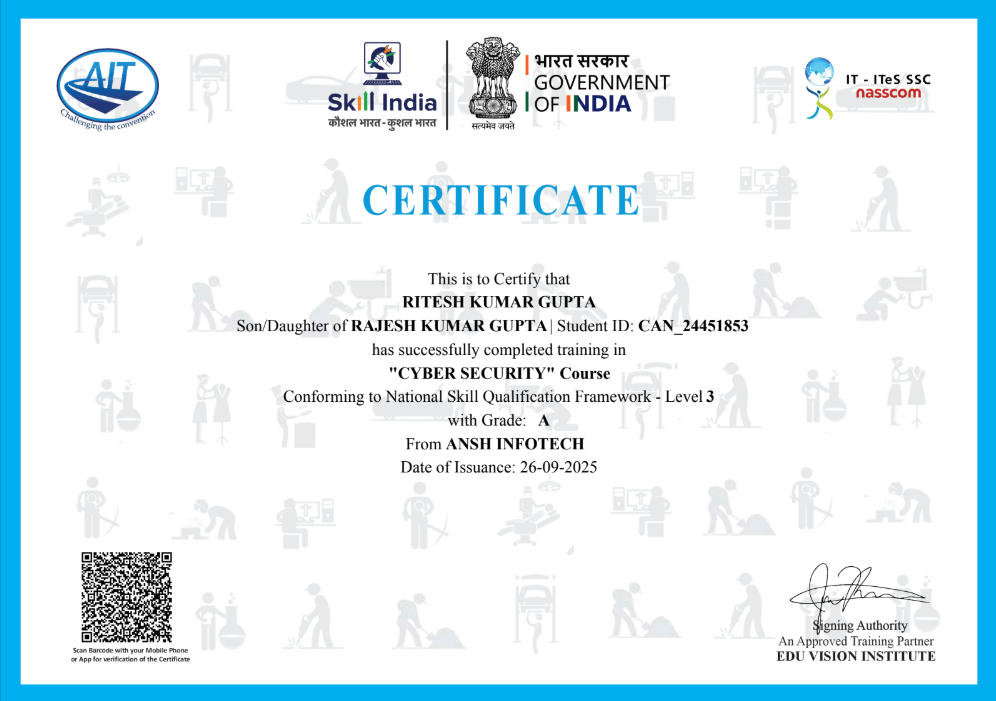 AIT
Challenging the convention
Skill India
कौशल भारत - कुशल भारत
सत्यमेव जयते
भारत सरकार
GOVERNMENT
OF INDIA
IT - ITeS SSC
nasscom
CERTIFICATE
This is to Certify that
RITESH KUMAR GUPTA
Son/Daughter of RAJESH KUMAR GUPTA | Student ID: CAN_24451853
has successfully completed training in
"CYBER SECURITY" Course
Conforming to National Skill Qualification Framework - Level 3
with Grade: A
From ANSH INFOTECH
Date of Issuance: 26-09-2025
Scan Barcode with your Mobile Phone
or App for verification of the Certificate
Signing Authority
An Approved Training Partner
EDU VISION INSTITUTE